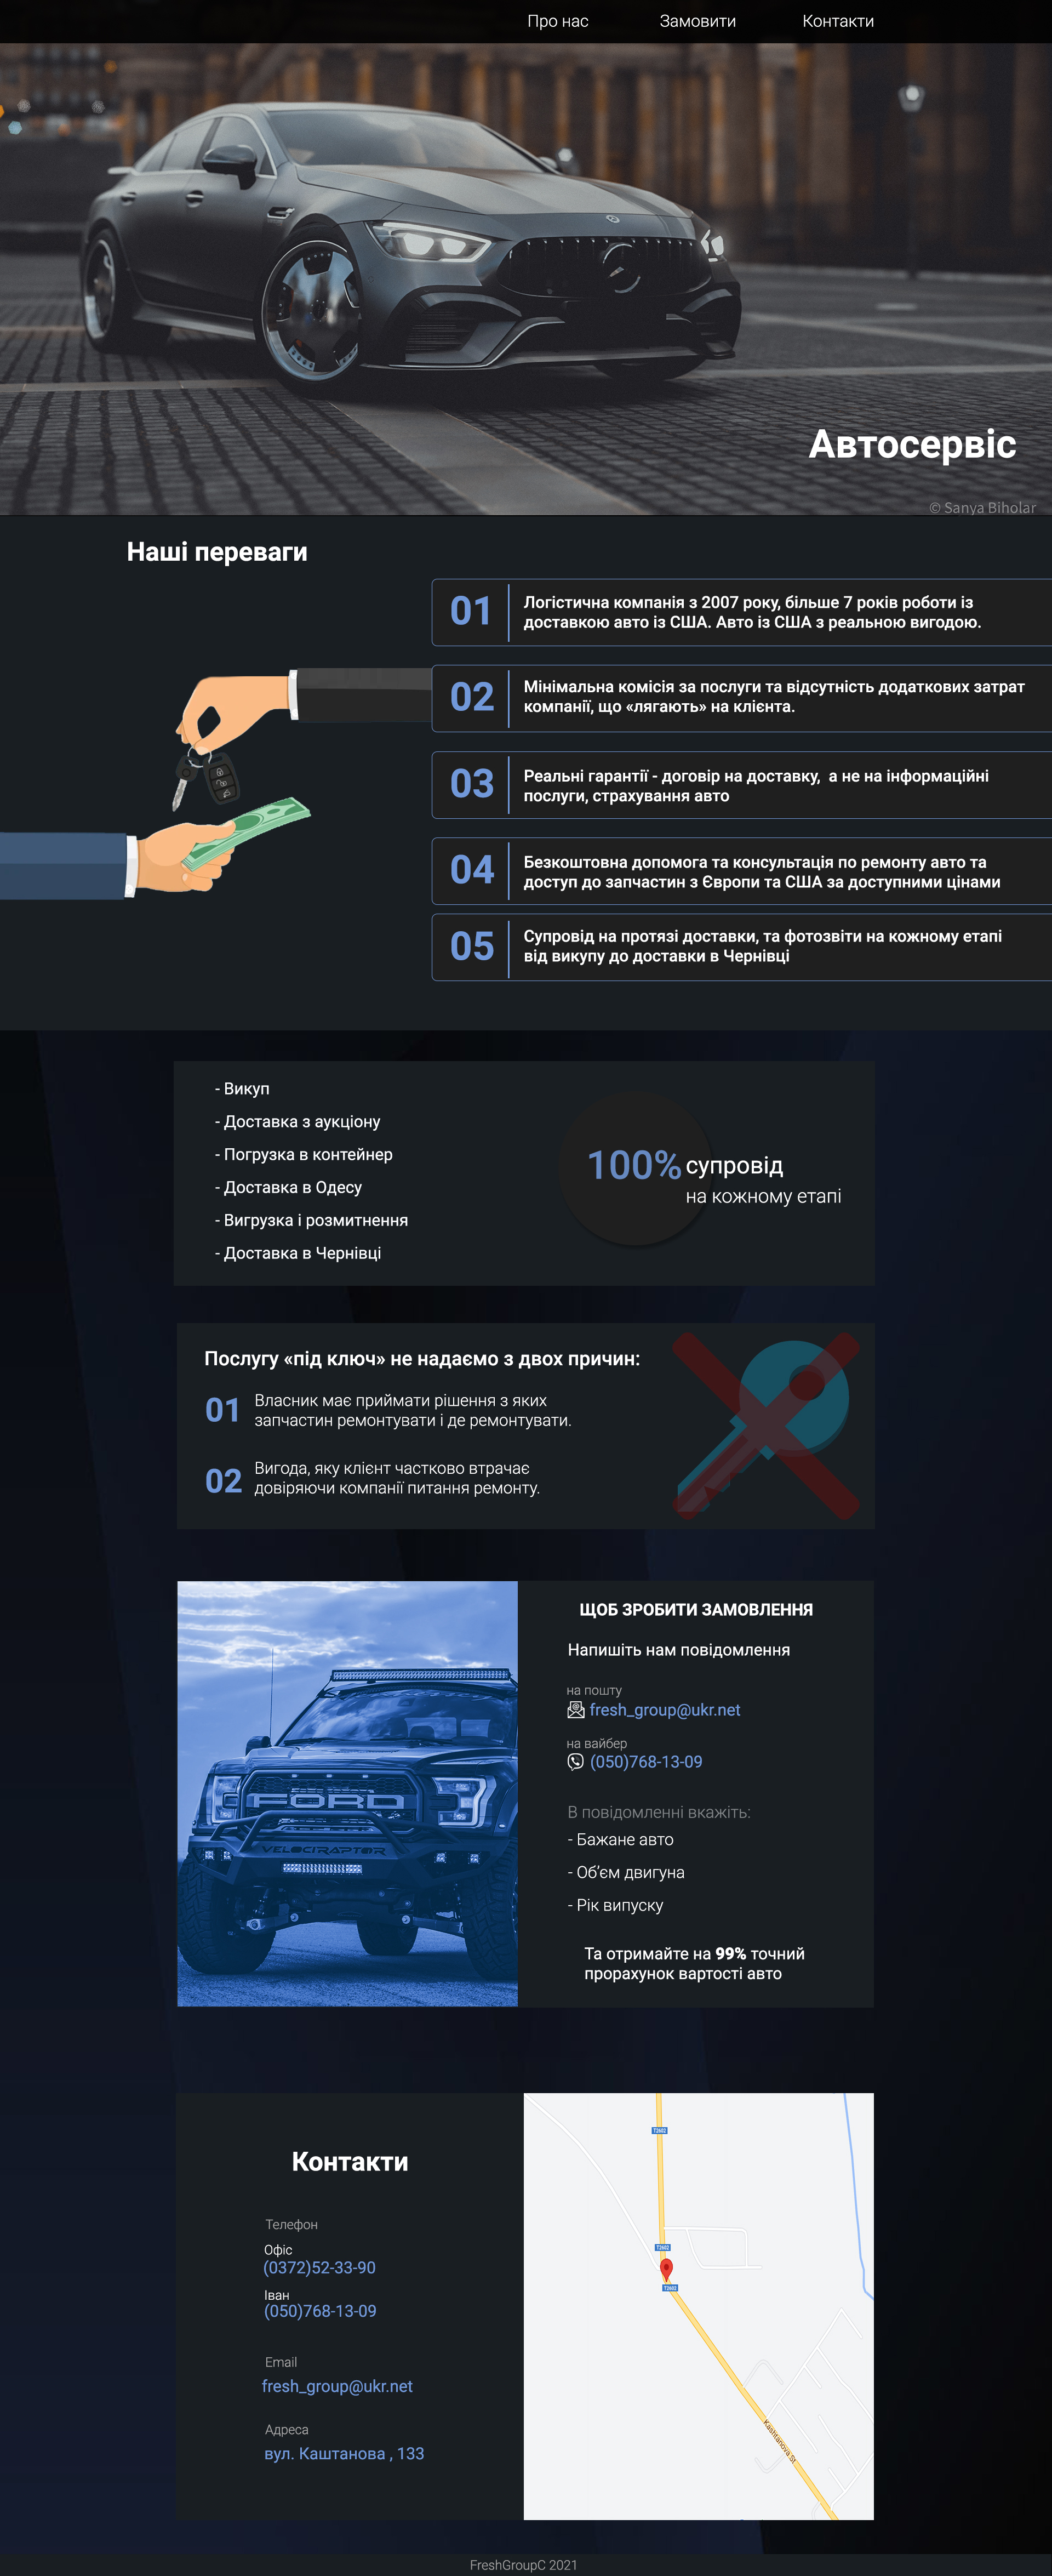 Про нас
Замовити
Контакти
Автосервіс
© Sanya Biholar
Наші переваги
01
Логістична компанія з 2007 року, більше 7 років роботи із
доставкою авто із США. Авто із США з реальною вигодою.
02
Мінімальна комісія за послуги та відсутність додаткових затрат
компанії, що «лягають» на клієнта.
03
Реальні гарантії - договір на доставку,  а не на інформаційні
послуги, страхування авто
04
Безкоштовна допомога та консультація по ремонту авто та
доступ до запчастин з Європи та США за доступними цінами
05
Супровід на протязі доставки, та фотозвіти на кожному етапі
від викупу до доставки в Чернівці
- Викуп
- Доставка з аукціону
- Погрузка в контейнер
- Доставка в Одесу
- Вигрузка і розмитнення
- Доставка в Чернівці
100% супровід
на кожному етапі
Послугу «під ключ» не надаємо з двох причин:
01
Власник має приймати рішення з яких
запчастин ремонтувати і де ремонтувати.
02
Вигода, яку клієнт частково втрачає
довіряючи компанії питання ремонту.
FORD
VELOCIRAPTOR
ЩОБ ЗРОБИТИ ЗАМОВЛЕННЯ
Напишіть нам повідомлення
на пошту
fresh_group@ukr.net
на вайбер
(050)768-13-09
В повідомленні вкажіть:
- Бажане авто
- Об’єм двигуна
- Рік випуску
Та отримайте на 99% точний
прорахунок вартості авто
Контакти
Телефон
Офіс
(0372)52-33-90
Іван
(050)768-13-09
Email
fresh_group@ukr.net
Адреса
вул. Каштанова , 133
T2602
T2602
T2602
Kashtanova St
FreshGroupC 2021